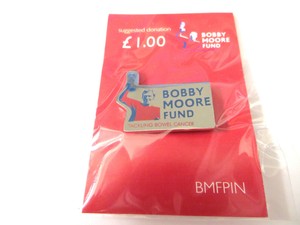 Suggested donation
£1.00
BOBBY
MOORE
FUND
BOBBY
MOORE
FUND
TACKLING BOWEL CANCER
BMFPIN